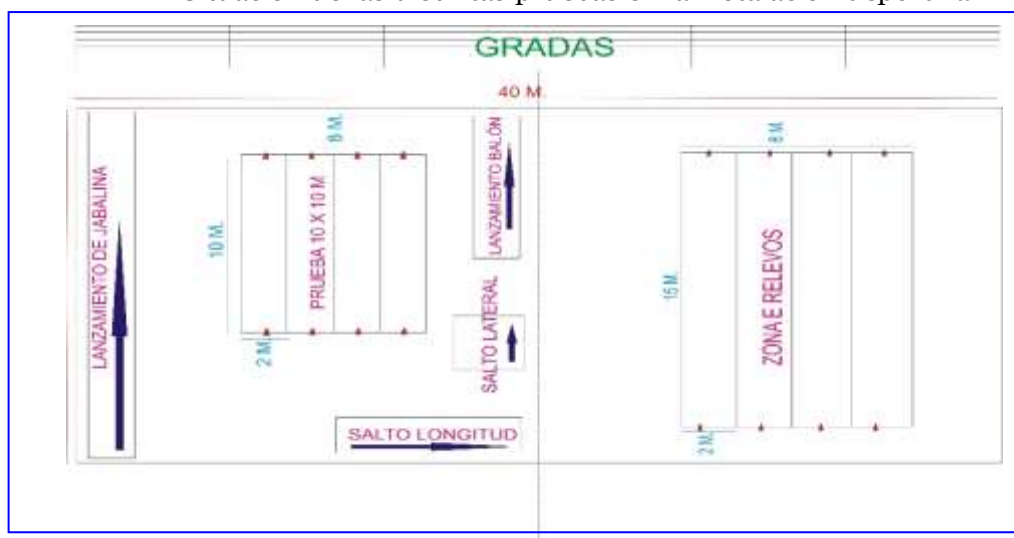 GRADAS
40 M.
LANZAMIENTO DE JABALINA
8 M.
10 M.
PRUEBA 10 X 10 M
2 M.
LANZAMIENTO BALÓN
SALTO LATERAL
SALTO LONGITUD
8 M.
15 M.
ZONA E RELEVOS
2 M.